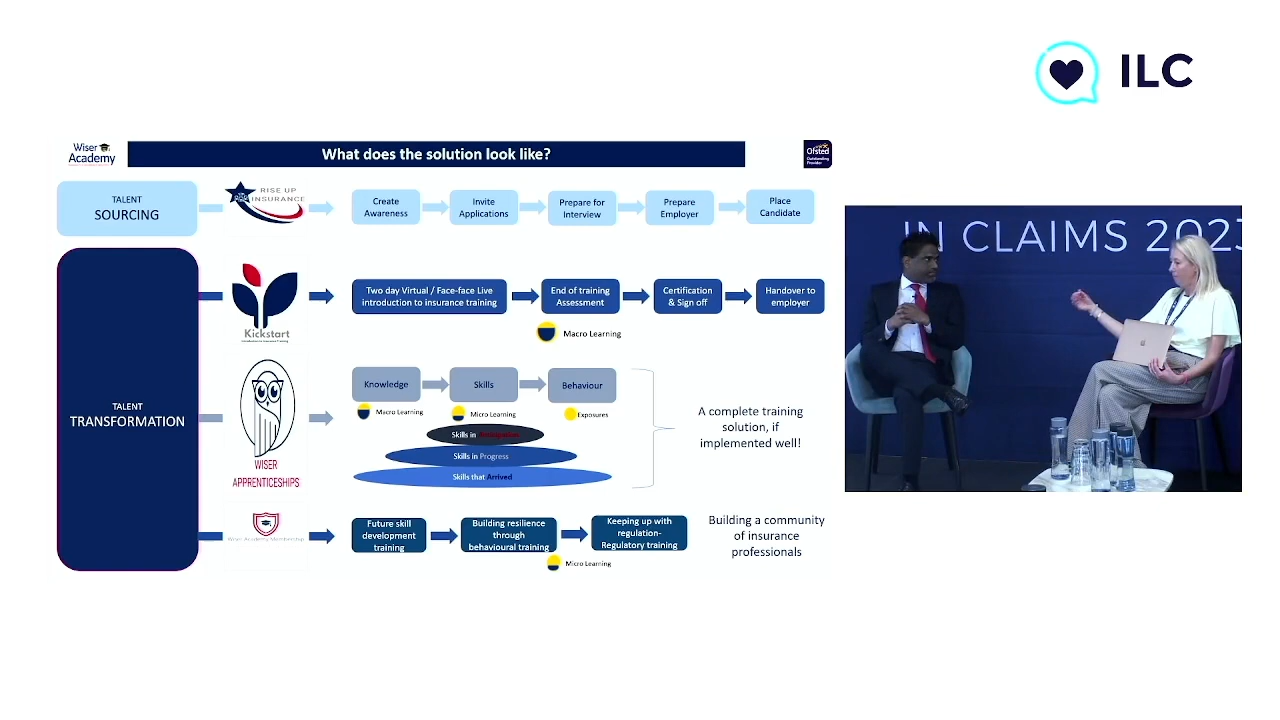 ILC
Wiser
Academy
What does the solution look like?
Ofsted
Outstanding
Provider
TALENT
SOURCING
RISE UP
INSURANCE
Create
Awareness
Invite
Applications
Prepare for
Interview
Prepare
Employer
Place
Candidate
IN CLAIMS 2023
TALENT
TRANSFORMATION
Kickstart
Two day Virtual / Face-face Live
introduction to insurance training
End of training
Assessment
Certification
& Sign off
Handover to
employer
Macro Learning
WISER
APPRENTICESHIPS
Knowledge
Skills
Behaviour
Macro Learning
Micro Learning
Exposures
Skills in
Skills in Progress
Skills that Arrived
A complete training
solution, if
implemented well!
Wiser Academy Membership
Future skill
development
training
Building resilience
through
behavioural training
Keeping up with
regulation-
Regulatory training
Micro Learning
Building a community
of insurance
professionals